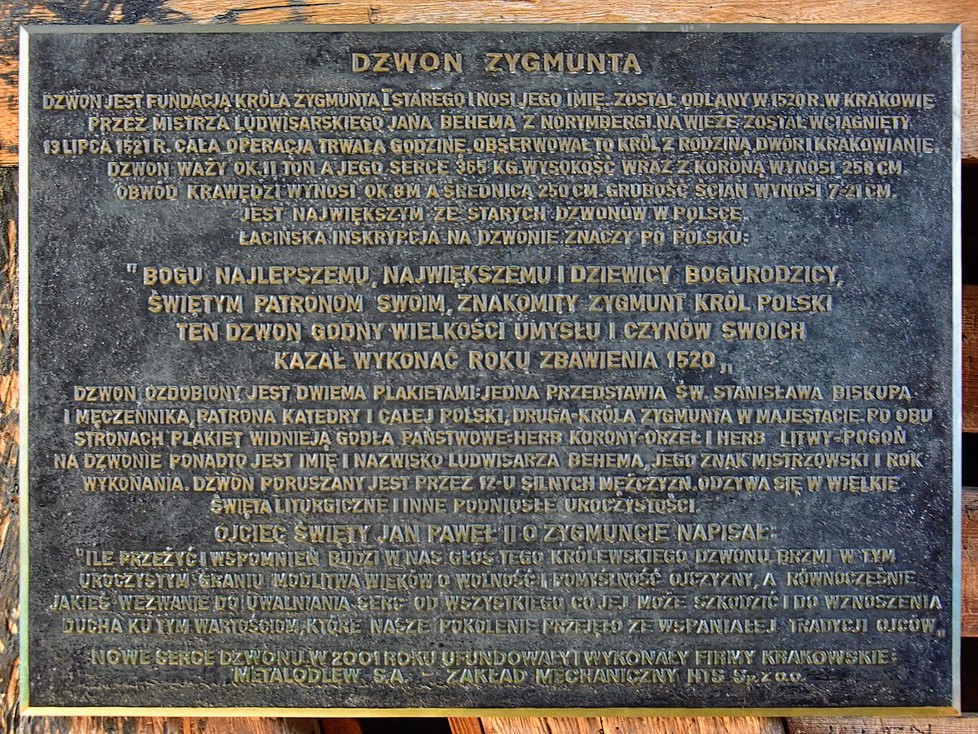 DZWON ZYGMUNTA
DZWON JEST FUNDACJĄ KRÓLA ZYGMUNTA I STAREGO I NOSI JEGO IMIĘ. ZOSTAŁ ODLANY W 1520 R. W KRAKOWIE
PRZEZ MISTRZA LUDWISARSKIEGO JANA BEHEMA Z NORYMBERGI. NA WIEŻĘ ZOSTAŁ WCIĄGNIĘTY
13 LIPCA 1521 R. CAŁA OPERACJA TRWAŁA GODZINĘ. OBSERWOWAŁ TO KRÓL Z RODZINĄ, DWÓR I KRAKOWIANIE.
DZWON WAŻY OK. 11 TON A JEGO SERCE 365 KG. WYSOKOŚĆ WRAZ Z KORONĄ WYNOSI 258 CM.
OBWÓD KRAWĘDZI WYNOSI OK. 8M A ŚREDNICA 250 CM. GRUBOŚĆ ŚCIAN WYNOSI 7-21 CM.
JEST NAJWIĘKSZYM ZE STARYCH DZWONÓW W POLSCE.
ŁACIŃSKA INSKRYPCJA NA DZWONIE ZNACZY PO POLSKU:
"BOGU NAJLEPSZEMU, NAJWIĘKSZEMU I DZIEWICY BOGURODZICY,
ŚWIĘTYM PATRONOM SWOIM, ZNAKOMITY ZYGMUNT KRÓL POLSKI
TEN DZWON GODNY WIELKOŚCI UMYSŁU I CZYNÓW SWOICH
KAZAŁ WYKONAĆ ROKU ZBAWIENIA 1520„
DZWON OZDOBIONY JEST DWIEMA PLAKIETAMI: JEDNA PRZEDSTAWIA ŚW. STANISŁAWA BISKUPA
I MĘCZENNIKA, PATRONA KATEDRY I CAŁEJ POLSKI, DRUGA-KRÓLA ZYGMUNTA W MAJESTACIE. PO OBU
STRONACH PLAKIET WIDNIEJĄ GODŁA PAŃSTWOWE: HERB KORONY-ORZEŁ I HERB LITWY-POGOŃ
NA DZWONIE PONADTO JEST IMIĘ I NAZWISKO LUDWISARZA BEHEMA, JEGO ZNAK MISTRZOWSKI I ROK
WYKONANIA. DZWON PORUSZANY JEST PRZEZ 12-U SILNYCH MĘŻCZYZN. ODZYWA SIĘ W WIELKIE
ŚWIĘTA LITURGICZNE I INNE PODNIOSŁE UROCZYSTOŚCI.
OJCIEC ŚWIĘTY JAN PAWEŁ II O ZYGMUNCIE NAPISAŁ:
"ILE PRZEŻYĆ I WSPOMNIEŃ BUDZI W NAS GŁOS TEGO KRÓLEWSKIEGO DZWONU. BRZMI W TYM
UROCZYSTYM GRANIU MODLITWA WIEKÓW O WOLNOŚĆ I POMYŚLNOŚĆ OJCZYZNY, A RÓWNOCZEŚNIE
JAKIEŚ WEZWANIE DO UWALNIANIA SERC OD WSZYSTKIEGO CO JEJ MOŻE SZKODZIĆ I DO WZNOSZENIA
DUCHA KU TYM WARTOŚCIOM, KTÓRE NASZE POKOLENIE PRZEJĘŁO ZE WSPANIAŁEJ TRADYCJI OJCÓW„
NOWE SERCE DZWONU W 2001 ROKU UFUNDOWAŁY I WYKONAŁY FIRMY KRAKOWSKIE:
METALODLEW S.A. - ZAKŁAD MECHANICZNY HTS Sp. z o.o.